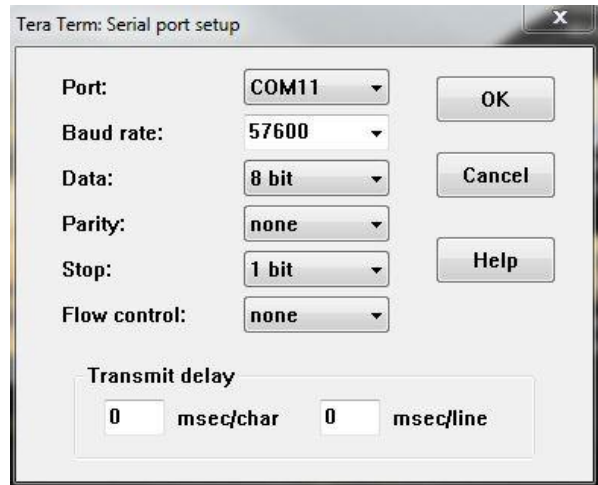 Tera Term: Serial port setup
x
Port: COM11 OK
Baud rate: 57600
Data: 8 bit Cancel
Parity: none
Stop: 1 bit Help
Flow control: none
Transmit delay
0 msec/char 0 msec/line